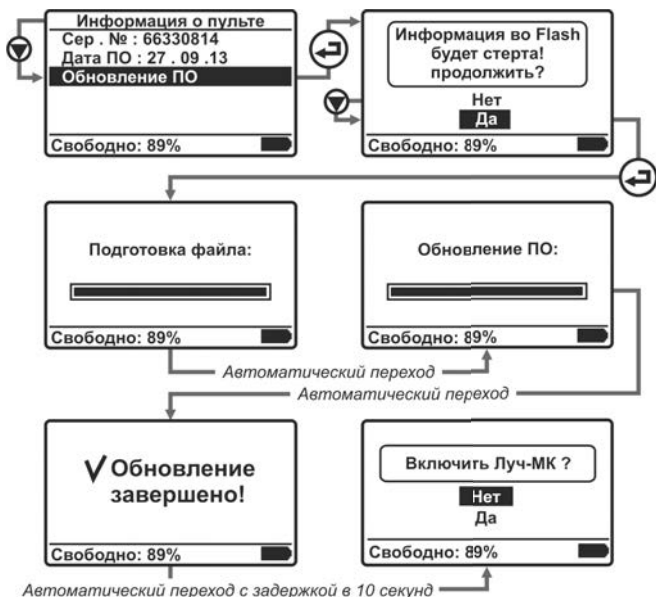 Информация о пульте
Сер . № : 66330814
Дата ПО : 27 . 09 .13
Обновление ПО
Свободно: 89%
Информация во Flash
будет стерта!
продолжить?
Нет
Да
Свободно: 89%
Подготовка файла:
Свободно: 89%
Обновление ПО:
Свободно: 89%
Автоматический переход
Автоматический переход
Обновление
завершено!
Свободно: 89%
Включить Луч-МК ?
Нет
Да
Свободно: 89%
Автоматический переход с задержкой в 10 секунд